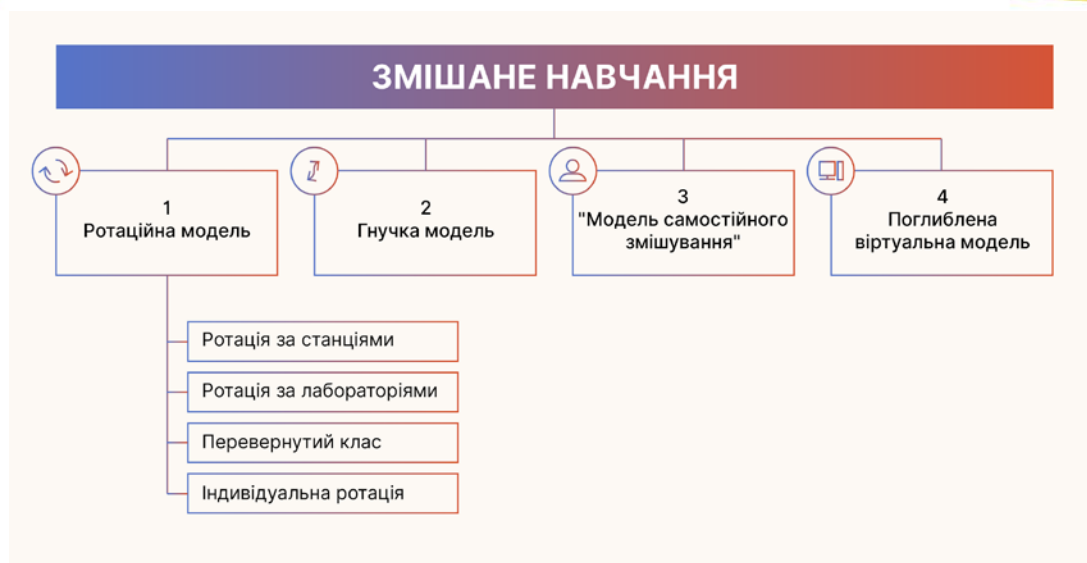 ЗМІШАНЕ НАВЧАННЯ
1
Ротаційна модель
2
Гнучка модель
3
"Модель самостійного
змішування"
4
Поглиблена
віртуальна модель
Ротація за станціями
Ротація за лабораторіями
Перевернутий клас
Індивідуальна ротація